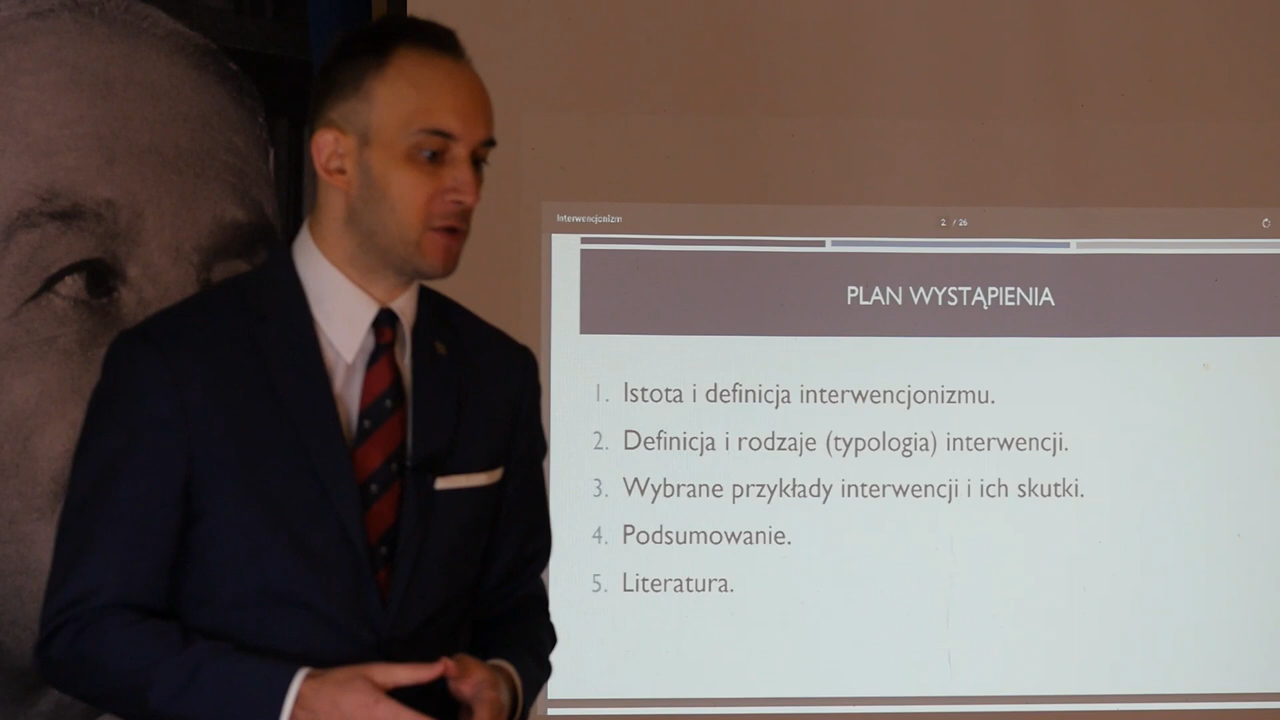 Interwencjonizm
2 / 26
PLAN WYSTĄPIENIA
1. Istota i definicja interwencjonizmu.
2. Definicja i rodzaje (typologia) interwencji.
3. Wybrane przykłady interwencji i ich skutki.
4. Podsumowanie.
5. Literatura.